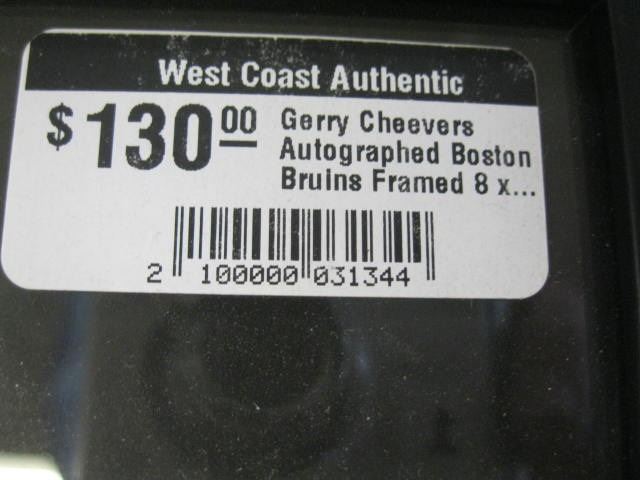 West Coast Authentic
$130 00
Gerry Cheevers
Autographed Boston
Bruins Framed 8 x...
2 100000 031344